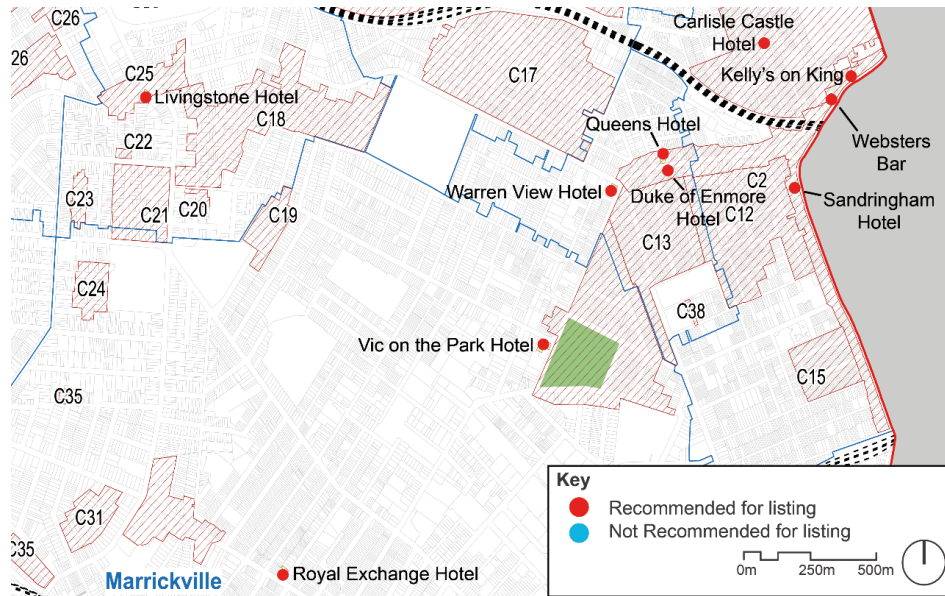 C26
26
C25
Livingstone Hotel
C18
C22
C23
C21
C20
C19
C24
C35
C31
C35
Marrickville
Royal Exchange Hotel
C17
Carlisle Castle
Hotel
Kelly's on King
Websters
Bar
Queens Hotel
Warren View Hotel
Duke of Enmore
Hotel
C2
C12
Sandringham
Hotel
C13
C38
Vic on the Park Hotel
C15
Key
Recommended for listing
Not Recommended for listing
0m 250m 500m